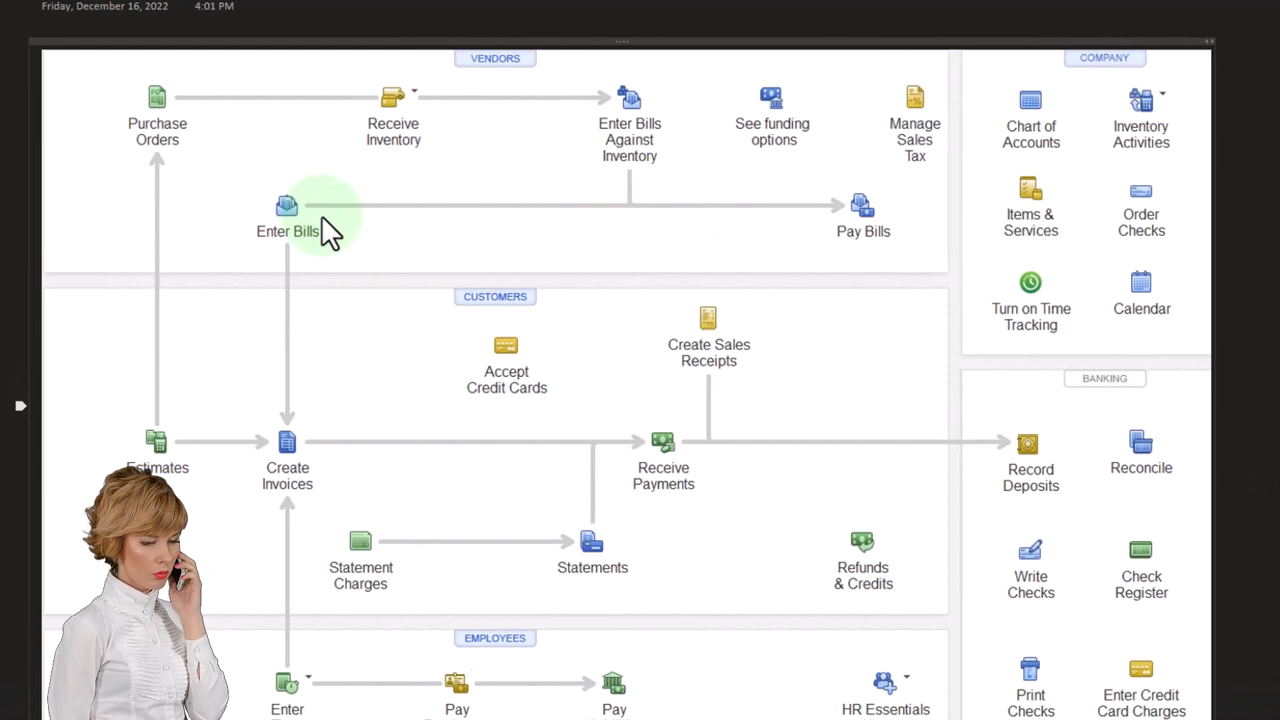 Friday, December 16, 2022 4:01 PM
VENDORS
COMPANY
Purchase
Orders
Receive
Inventory
Enter Bills
Against
Inventory
See funding
options
Manage
Sales
Tax
Chart of
Accounts
Inventory
Activities
Enter Bills
Pay Bills
Items &
Services
Order
Checks
Turn on Time
Tracking
Calendar
CUSTOMERS
Accept
Credit Cards
Create Sales
Receipts
BANKING
Estimates
Create
Invoices
Receive
Payments
Record
Deposits
Reconcile
Statement
Charges
Statements
Refunds
& Credits
Write
Checks
Check
Register
EMPLOYEES
Enter
Pay
Pay
HR Essentials
Print
Checks
Enter Credit
Card Charges